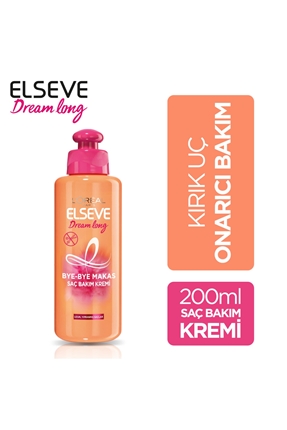 ELSEVE
Dream long
L'ORÉAL
ELSEVE
Dream long
BYE-BYE MAKAS
SAÇ BAKIM KREMİ
KIRIK UÇ
ONARICI BAKIM
200ml
SAÇ BAKIM
KREMİ